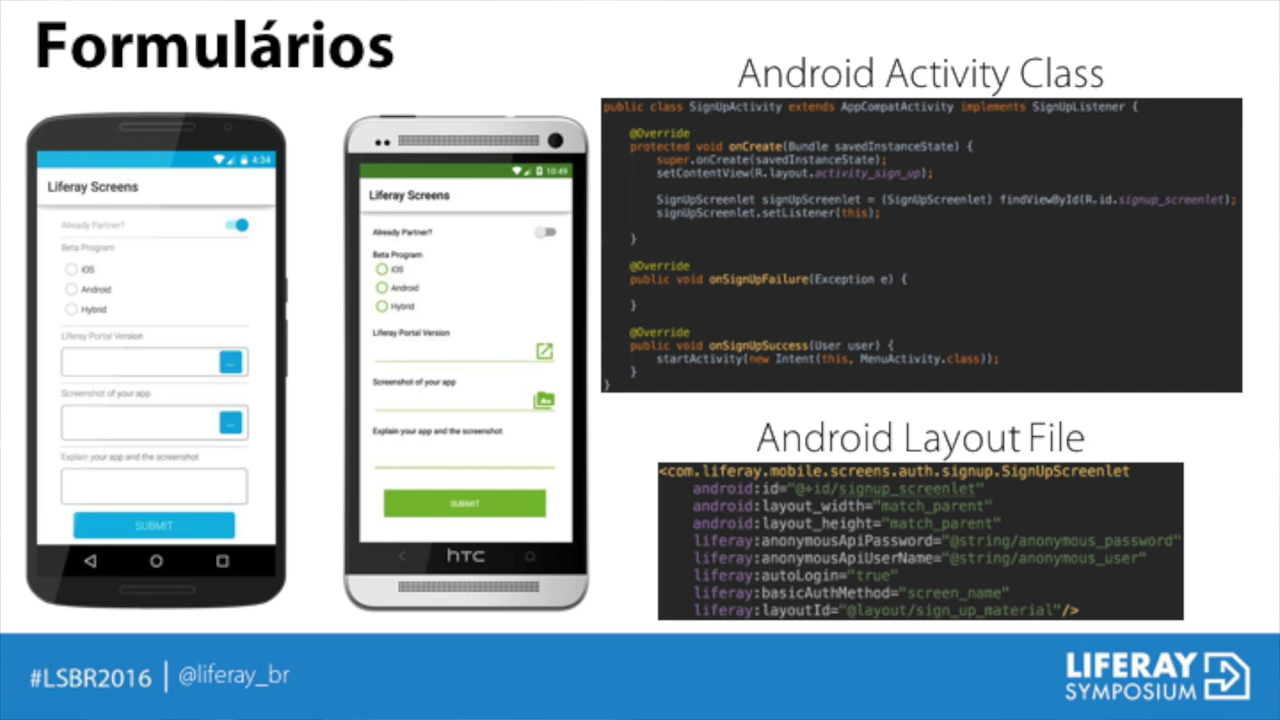 Formulários
4:34
Liferay Screens
Already Partner?
Beta Program
iOS
Android
Hybrid
Liferay Portal Version
...
Screenshot of your app
...
Explain your app and the screenshot
SUBMIT
10:49
Liferay Screens
Already Partner?
Beta Program
iOS
Android
Hybrid
Liferay Portal Version
Screenshot of your app
Explain your app and the screenshot
SUBMIT
hTC
Android Activity Class
public class SignUpActivity extends AppCompatActivity implements SignUpListener {
@Override
protected void onCreate(Bundle savedInstanceState) {
super.onCreate(savedInstanceState);
setContentView(R.layout.activity_sign_up);
SignUpScreenlet signUpScreenlet = (SignUpScreenlet) findViewById(R.id.signup_screenlet);
signUpScreenlet.setListener(this);
}
@Override
public void onSignUpFailure(Exception e) {
}
@Override
public void onSignUpSuccess(User user) {
startActivity(new Intent(this, MenuActivity.class));
}
}
Android Layout File
<com.liferay.mobile.screens.auth.signup.SignUpScreenlet
android:id="@+id/signup_screenlet"
android:layout_width="match_parent"
android:layout_height="match_parent"
liferay:anonymousApiPassword="@string/anonymous_password"
liferay:anonymousApiUserName="@string/anonymous_user"
liferay:autoLogin="true"
liferay:basicAuthMethod="screen_name"
liferay:layoutId="@layout/sign_up_material"/>
#LSBR2016 | @liferay_br
LIFERAY
SYMPOSIUM